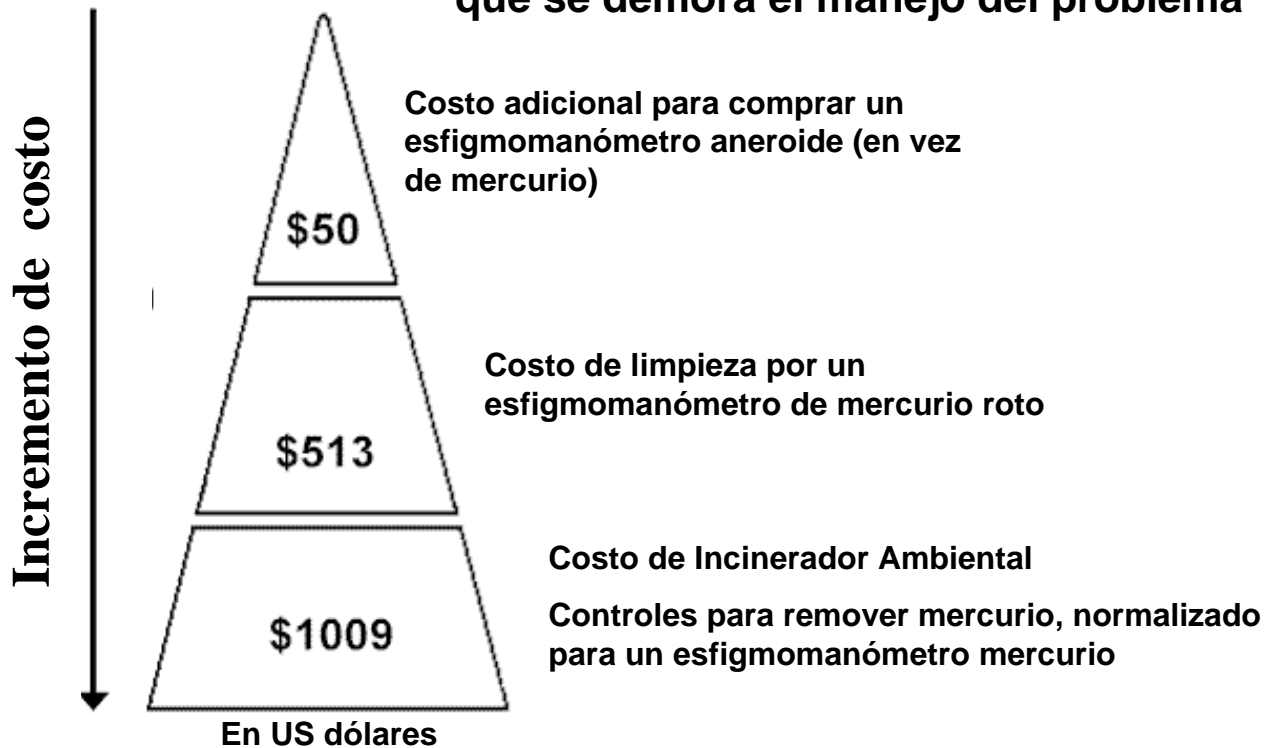 que se demora el manejo del problema
Incremento de costo
Costo adicional para comprar un
esfigmomanómetro aneroide (en vez
de mercurio)
$50
Costo de limpieza por un
esfigmomanómetro de mercurio roto
$513
Costo de Incinerador Ambiental
Controles para remover mercurio, normalizado
para un esfigmomanómetro mercurio
$1009
En US dólares